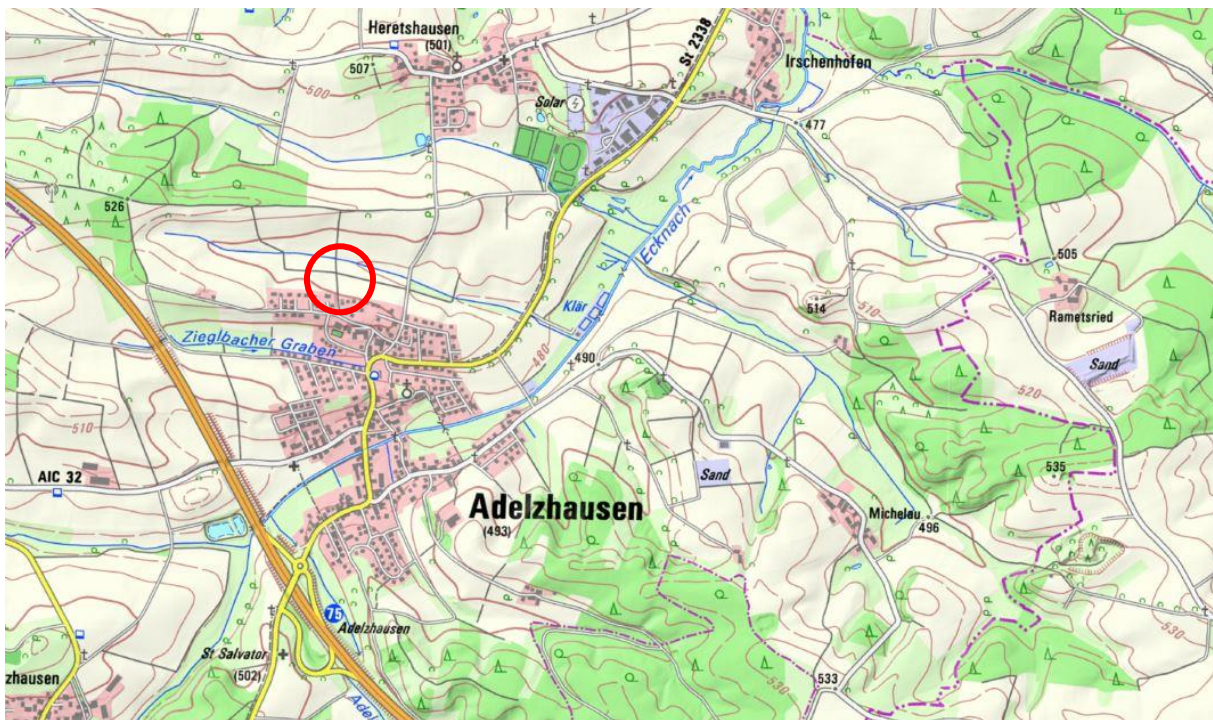 Heretshausen
(501)
507
500
St 2338
Irschenhofen
Solar
477
526
Ecknach
505
514
510
Rametsried
Klär
Zieglbacher Graben
480
490
Sand
520
510
AIC 32
535
Sand
Adelzhausen
(493)
Michelau
496
75
Adelzhausen
St Salvator
(502)
530
530
533
zhausen
Adel